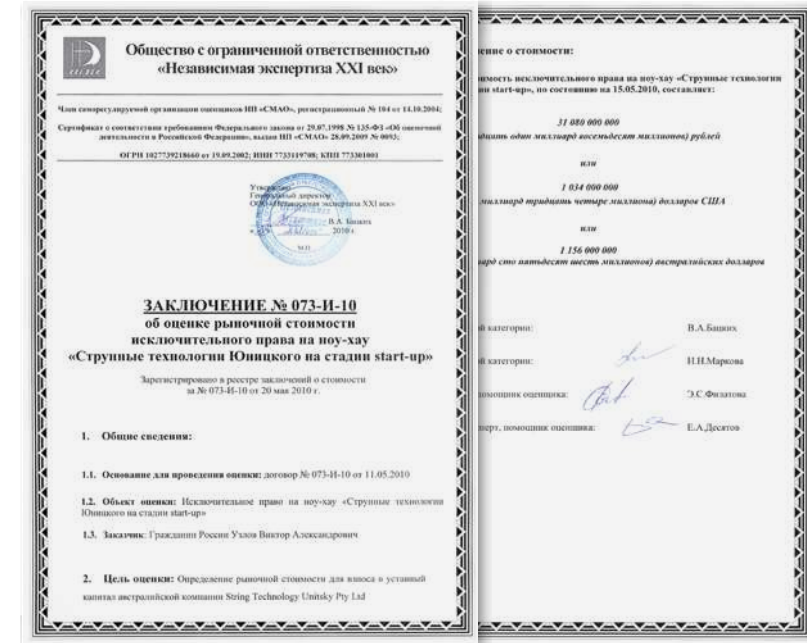 Общество с ограниченной ответственностью
«Независимая экспертиза XXI век»
Член саморегулируемой организации оценщиков НП «СМАО», регистрационный № 104 от 14.10.2004;
Сертификат о соответствии требованиям Федерального закона от 29.07.1998 № 135-ФЗ «Об оценочной
деятельности в Российской Федерации», выдан НП «СМАО» 28.09.2009 № 0093;
ОГРН 1027739218660 от 19.09.2002; ИНН 7733119708; КПП 773301001
Утверждаю
Генеральный директор
ООО «Независимая экспертиза XXI век»
В.А. Бацких
2010 г.
М.П.
ЗАКЛЮЧЕНИЕ № 073-И-10
об оценке рыночной стоимости
исключительного права на ноу-хау
«Струнные технологии Юницкого на стадии start-up»
Зарегистрировано в реестре заключений о стоимости
за № 073-И-10 от 20 мая 2010 г.
1. Общие сведения:
1.1. Основание для проведения оценки: договор № 073-И-10 от 11.05.2010
1.2. Объект оценки: Исключительное право на ноу-хау «Струнные технологии
Юницкого на стадии start-up»
1.3. Заказчик: Гражданин России Узлов Виктор Александрович
2. Цель оценки: Определение рыночной стоимости для взноса в уставный
капитал австралийской компании String Technology Unitsky Pty Ltd
ение о стоимости:
оимость исключительного права на ноу-хау «Струнные технологии
ии start-up», по состоянию на 15.05.2010, составляет:
31 080 000 000
дцать один миллиард восемьдесят миллионов) рублей
или
1 034 000 000
миллиард тридцать четыре миллиона) долларов США
или
1 156 000 000
ард сто пятьдесят шесть миллионов) австралийских долларов
й категории: В.А.Бацких
й категории: И.Н.Маркова
помощник оценщика: Э.С.Филатова
перт, помощник оценщика: Е.А.Десятов